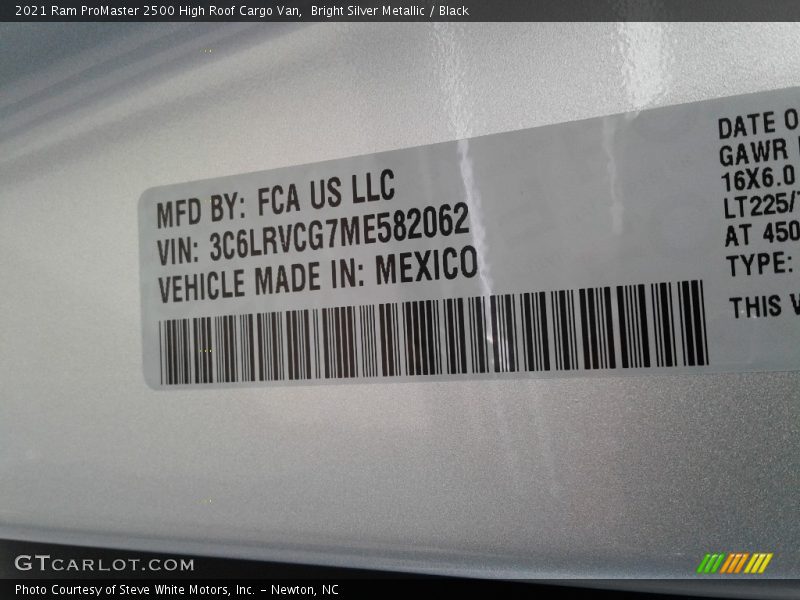 2021 Ram ProMaster 2500 High Roof Cargo Van,  Bright Silver Metallic / Black
MFD BY: FCA US LLC
VIN: 3C6LRVCG7ME582062
VEHICLE MADE IN: MEXICO
DATE O
GAWR
16X6.0
LT225/
AT 450
TYPE:
THIS
GTCARLOT.COM
Photo Courtesy of Steve White Motors, Inc. – Newton, NC